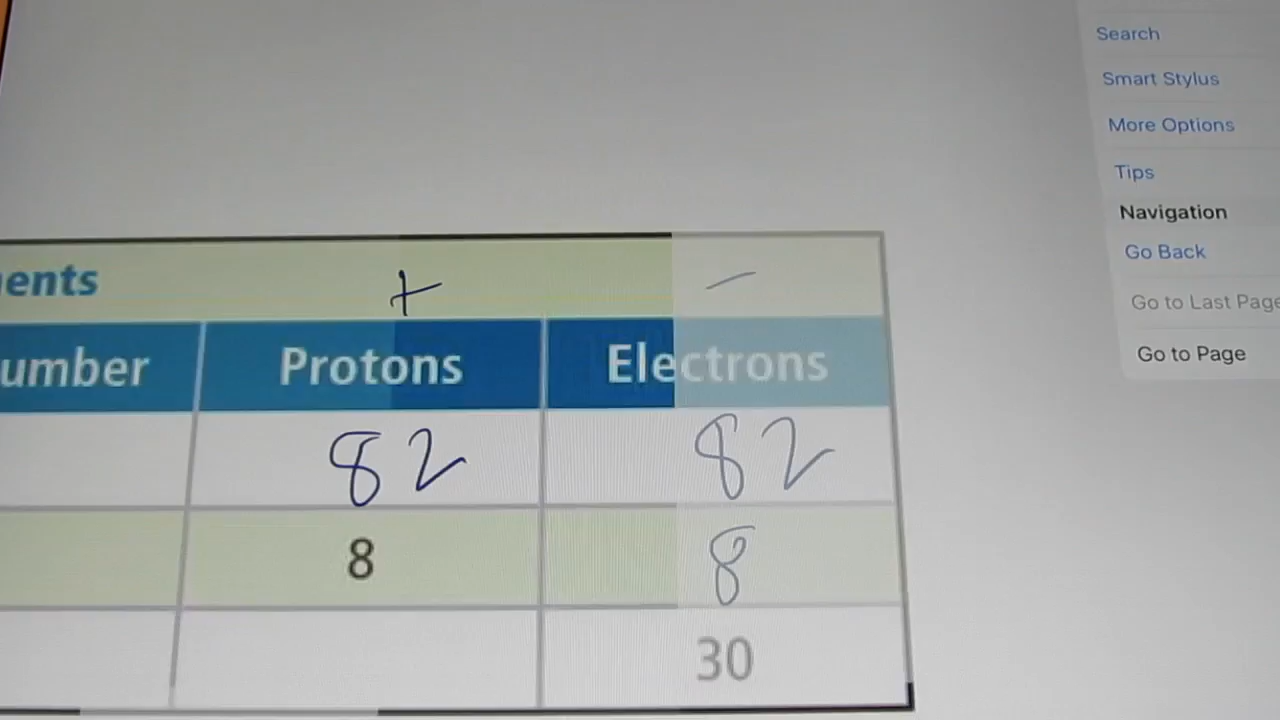 Search
Smart Stylus
More Options
Tips
Navigation
Go Back
Go to Last Page
Go to Page
ents + −
umber Protons Electrons
82 82
8 8
30